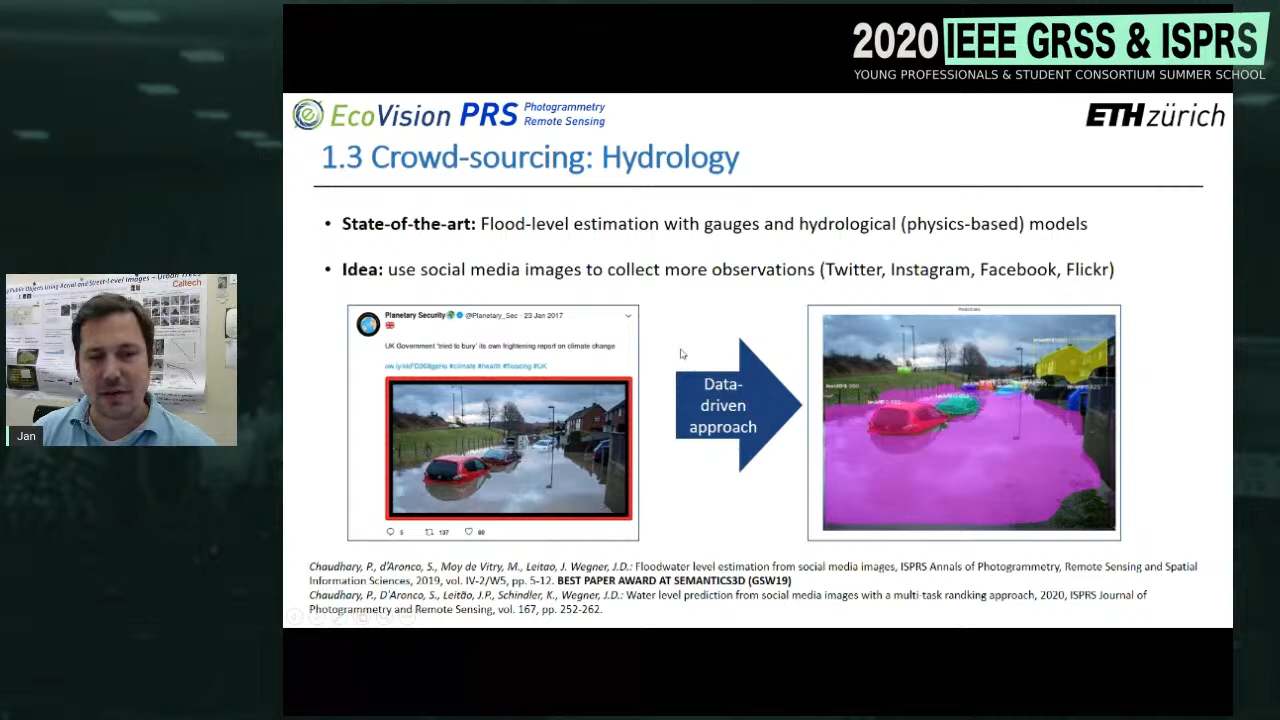 2020 IEEE GRSS & ISPRS
YOUNG PROFESSIONALS & STUDENT CONSORTIUM SUMMER SCHOOL
EcoVision PRS Photogrammetry
Remote Sensing
ETH zürich
1.3 Crowd-sourcing: Hydrology
• State-of-the-art: Flood-level estimation with gauges and hydrological (physics-based) models
• Idea: use social media images to collect more observations (Twitter, Instagram, Facebook, Flickr)
Planetary Security @Planetary_Sec · 23 Jan 2017
UK Government 'tried to bury' its own frightening report on climate change
#climate #health #flooding #UK
5 137 80
Data-
driven
approach
Caltech
Jan
Chaudhary, P., d'Aronco, S., Moy de Vitry, M., Leitao, J. Wegner, J.D.: Floodwater level estimation from social media images, ISPRS Annals of Photogrammetry, Remote Sensing and Spatial
Information Sciences, 2019, vol. IV-2/W5, pp. 5-12. BEST PAPER AWARD AT SEMANTICS3D (GSW19)
Chaudhary, P., D'Aronco, S., Leitão, J.P., Schindler, K., Wegner, J.D.: Water level prediction from social media images with a multi-task randking approach, 2020, ISPRS Journal of
Photogrammetry and Remote Sensing, vol. 167, pp. 252-262.